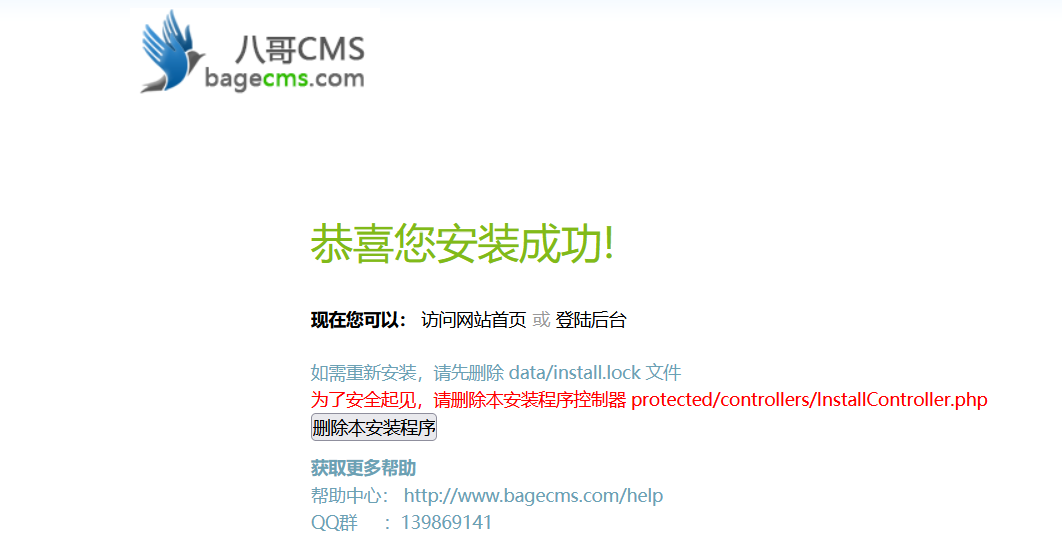 八哥CMS
bagecms.com
恭喜您安装成功!
现在您可以： 访问网站首页 或 登陆后台
如需重新安装，请先删除 data/install.lock 文件
为了安全起见，请删除本安装程序控制器 protected/controllers/InstallController.php
删除本安装程序
获取更多帮助
帮助中心： http://www.bagecms.com/help
QQ群 ：139869141